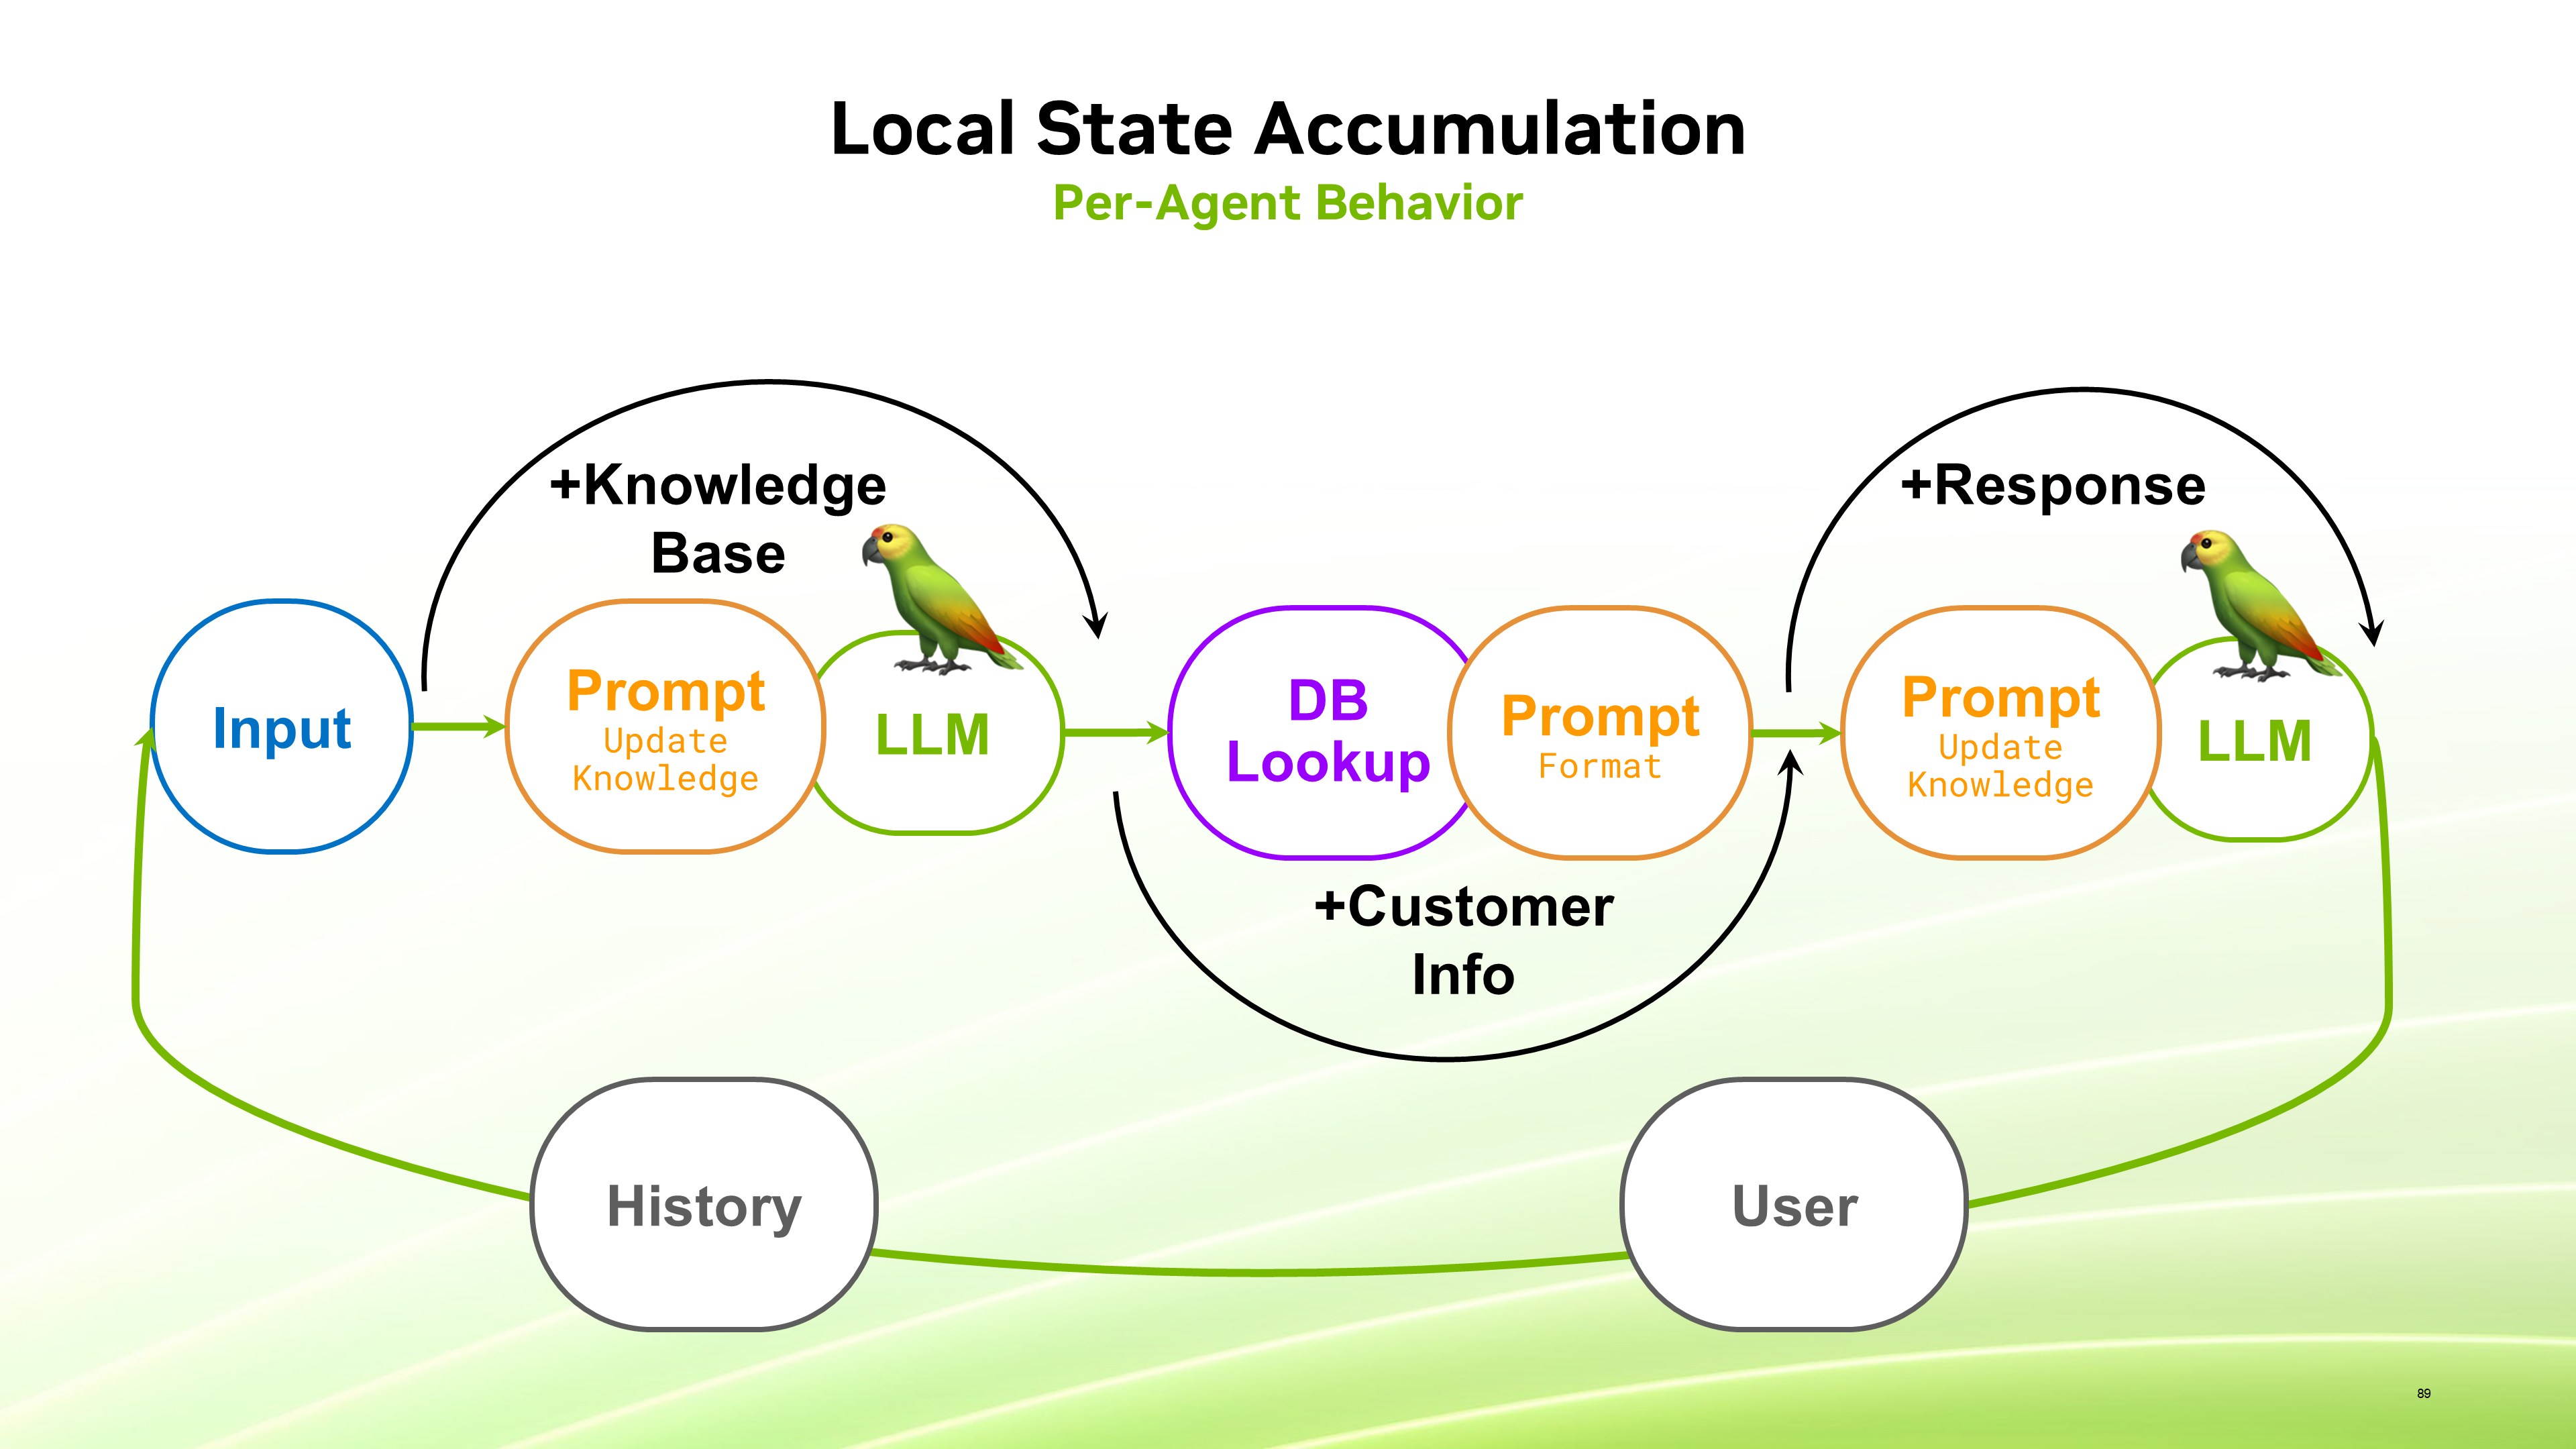 Local State Accumulation
Per-Agent Behavior
+Knowledge
Base
+Response
Input
Prompt
Update
Knowledge
LLM
DB
Lookup
Prompt
Format
Prompt
Update
Knowledge
LLM
+Customer
Info
History
User
89